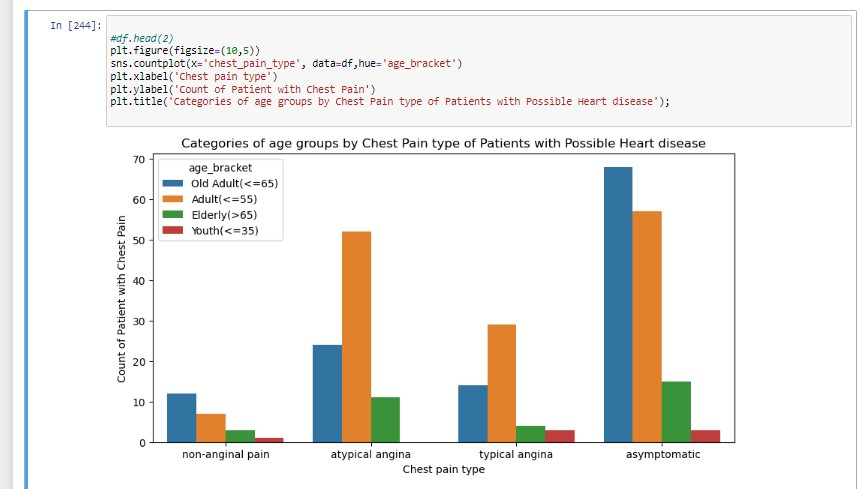 In [244]:
#df.head(2)
plt.figure(figsize=(10,5))
sns.countplot(x='chest_pain_type', data=df,hue='age_bracket')
plt.xlabel('Chest pain type')
plt.ylabel('Count of Patient with Chest Pain')
plt.title('Categories of age groups by Chest Pain type of Patients with Possible Heart disease');
Categories of age groups by Chest Pain type of Patients with Possible Heart disease
age_bracket
Old Adult(<=65)
Adult(<=55)
Elderly(>65)
Youth(<=35)
Count of Patient with Chest Pain
70
60
50
40
30
20
10
0
non-anginal pain atypical angina typical angina asymptomatic
Chest pain type